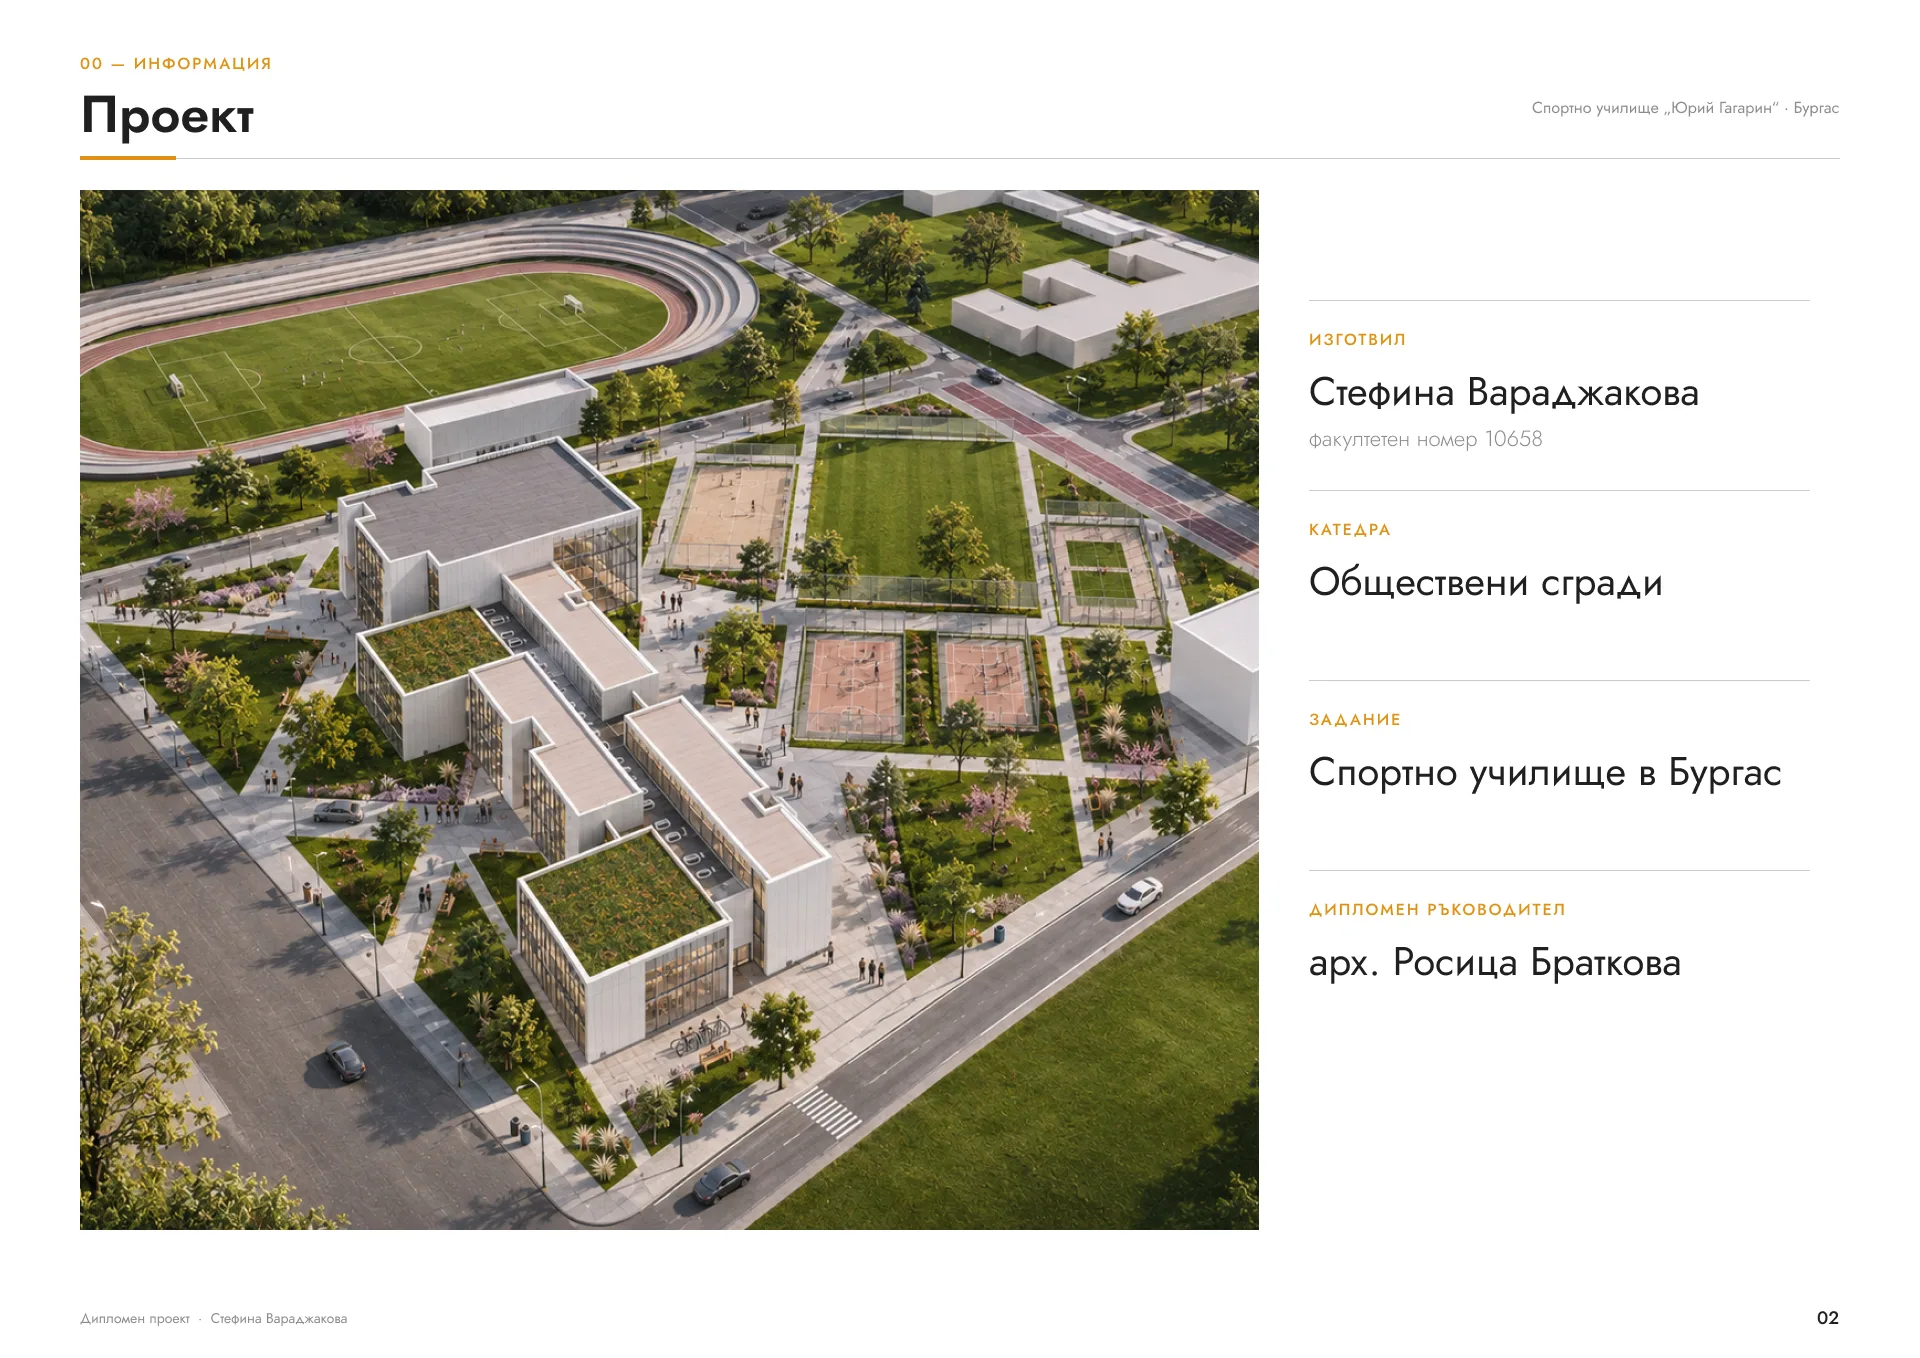 00 — ИНФОРМАЦИЯ
Проект
Спортно училище „Юрий Гагарин“ · Бургас
ИЗГОТВИЛ
Стефина Вараджакова
факултетен номер 10658
КАТЕДРА
Обществени сгради
ЗАДАНИЕ
Спортно училище в Бургас
ДИПЛОМЕН РЪКОВОДИТЕЛ
арх. Росица Браткова
Дипломен проект · Стефина Вараджакова
02